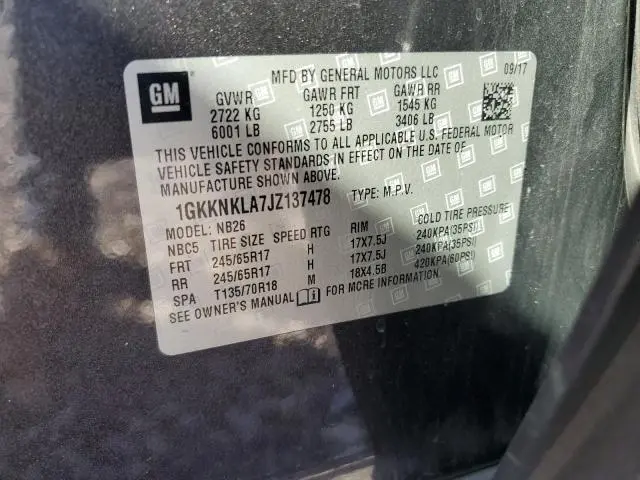 GM
MFD BY GENERAL MOTORS LLC 09/17
GVWR GAWR FRT GAWR RR
2722 KG 1250 KG 1545 KG
6001 LB 2755 LB 3406 LB
THIS VEHICLE CONFORMS TO ALL APPLICABLE U.S. FEDERAL MOTOR
VEHICLE SAFETY STANDARDS IN EFFECT ON THE DATE OF
MANUFACTURE SHOWN ABOVE.
1GKKNKLA7JZ137478 TYPE: M.P.V.
MODEL: NB26
NBC5 TIRE SIZE SPEED RTG RIM COLD TIRE PRESSURE
FRT 245/65R17 H 17X7.5J 240KPA(35PSI)
RR 245/65R17 H 17X7.5J 240KPA(35PSI)
SPA T135/70R18 M 18X4.5B 420KPA(60PSI)
SEE OWNER'S MANUAL i FOR MORE INFORMATION.